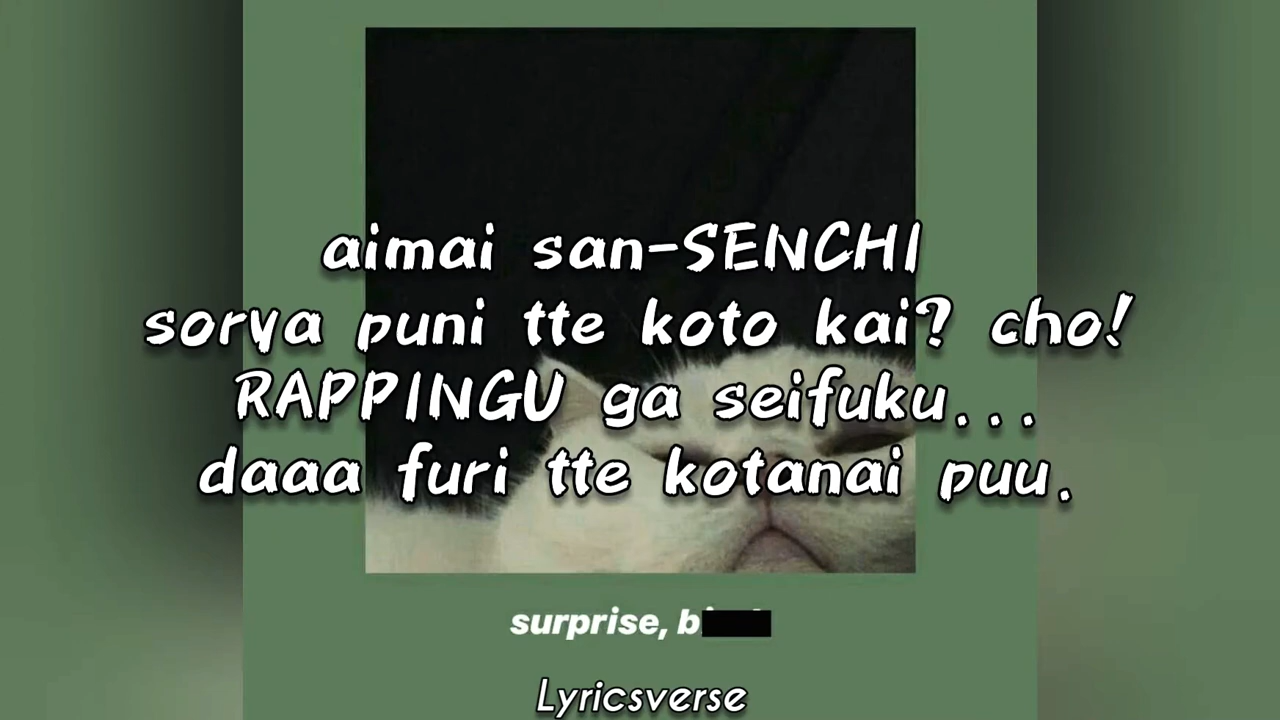 aimai san-SENCHI
sorya puni tte koto kai? cho!
RAPPINGU ga seifuku...
daaa furi tte kotanai puu.
surprise,
Lyricsverse